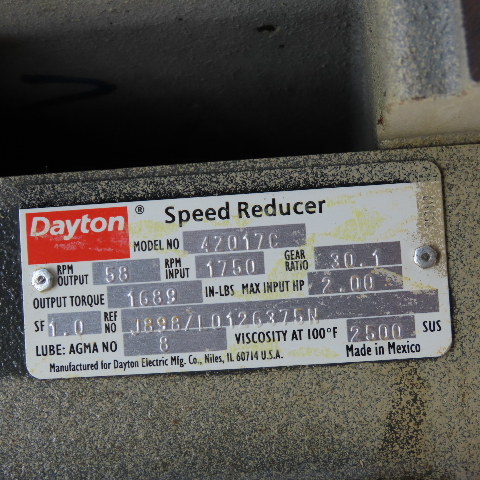 Dayton ® Speed Reducer
MODEL NO 4Z017C
RPM OUTPUT 58 RPM INPUT 1750 GEAR RATIO 30.1
OUTPUT TORQUE 1689 IN-LBS MAX INPUT HP 2.00
SF 1.0 REF NO
LUBE: AGMA NO 8 VISCOSITY AT 100°F 2500 SUS
Manufactured for Dayton Electric Mfg. Co., Niles, IL 60714 U.S.A. Made in Mexico